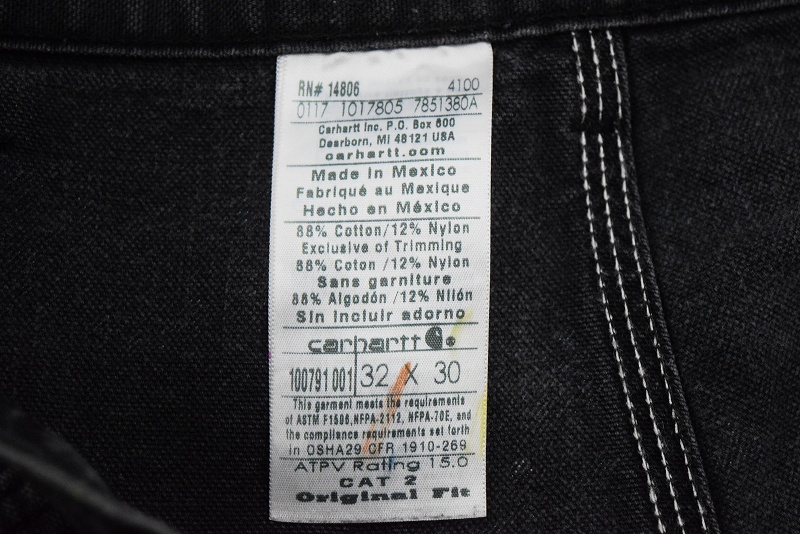 RN# 14806 4100
0117 1017805 7851380A
Carhartt Inc. P.O. Box 600
Dearborn, MI 48121 USA
carhartt.com
Made in Mexico
Fabriqué au Mexique
Hecho en México
88% Cotton/12% Nylon
Exclusive of Trimming
88% Coton /12% Nylon
Sans garniture
88% Algodón /12% Nilón
Sin incluir adorno
carhartt ®
100791 001 32 X 30
This garment meets the requirements
of ASTM F1506, NFPA-2112, NFPA-70E, and
the compliance requirements set forth
in OSHA29 CFR 1910-269
ATPV Rating 15.0
CAT 2
Original Fit